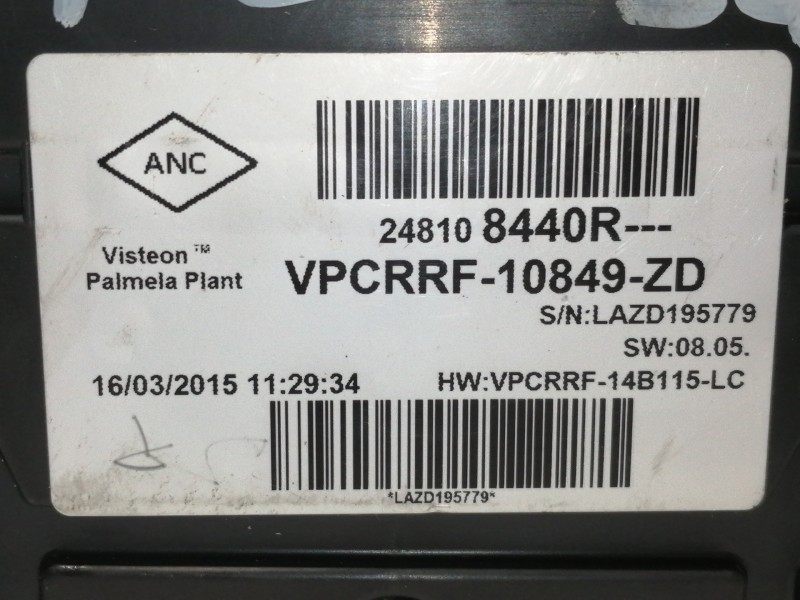 ANC
24810 8440R---
Visteon™
Palmela Plant
VPCRRF-10849-ZD
S/N:LAZD195779
SW:08.05.
16/03/2015 11:29:34
HW:VPCRRF-14B115-LC
*LAZD195779*